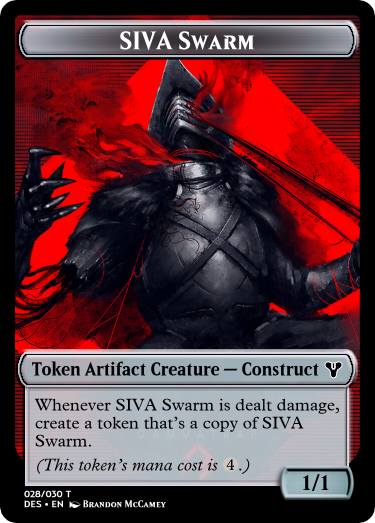 SIVA Swarm
Token Artifact Creature — Construct
Whenever SIVA Swarm is dealt damage,
create a token that's a copy of SIVA
Swarm.
(This token's mana cost is 4.)
1/1
028/030 T
DES • EN Brandon McCamey